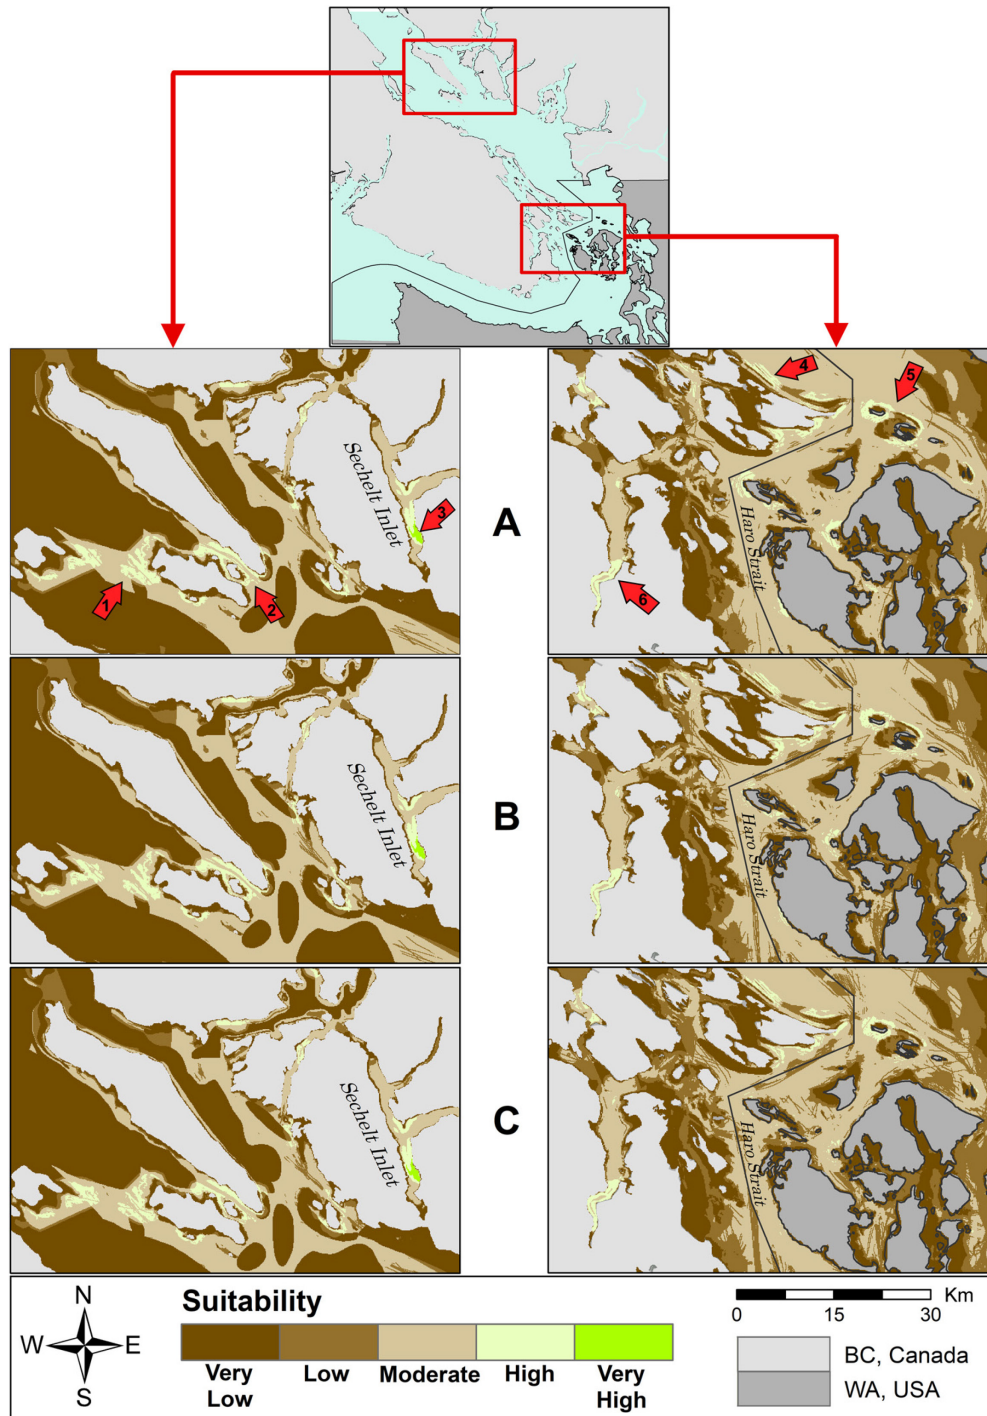 Sechelt Inlet
3
1
2
A
4
5
Haro Strait
6
Sechelt Inlet
B
Haro Strait
Sechelt Inlet
C
Haro Strait
N
W
E
S
Suitability
Very Low
Low
Moderate
High
Very High
Km
0 15 30
BC, Canada
WA, USA